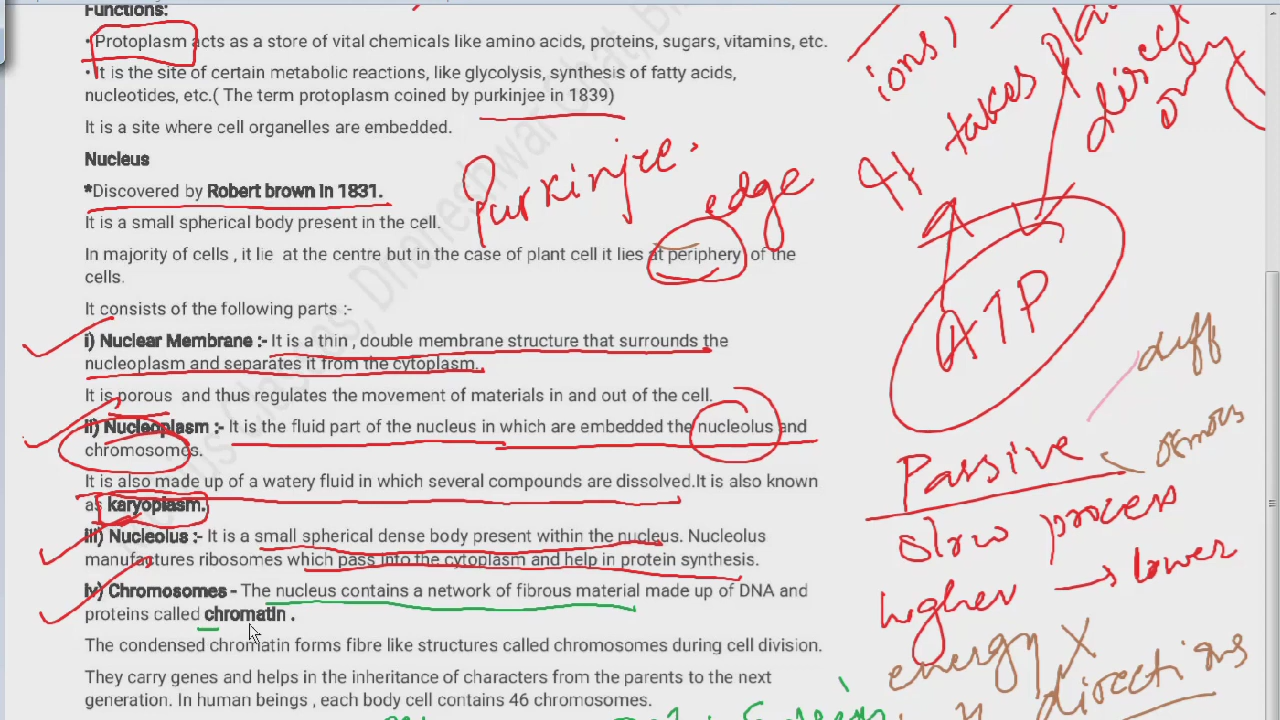 Functions:
• Protoplasm acts as a store of vital chemicals like amino acids, proteins, sugars, vitamins, etc.
• It is the site of certain metabolic reactions, like glycolysis, synthesis of fatty acids,
nucleotides, etc.( The term protoplasm coined by purkinjee in 1839)
It is a site where cell organelles are embedded.
Nucleus
*Discovered by Robert brown in 1831.
It is a small spherical body present in the cell.
In majority of cells , it lie at the centre but in the case of plant cell it lies at periphery of the
cells.
It consists of the following parts :-
i) Nuclear Membrane :- It is a thin , double membrane structure that surrounds the
nucleoplasm and separates it from the cytoplasm.
It is porous and thus regulates the movement of materials in and out of the cell.
ii) Nucleoplasm :- It is the fluid part of the nucleus in which are embedded the nucleolus and
chromosomes.
It is also made up of a watery fluid in which several compounds are dissolved.It is also known
as karyoplasm.
iii) Nucleolus :- It is a small spherical dense body present within the nucleus. Nucleolus
manufactures ribosomes which pass into the cytoplasm and help in protein synthesis.
iv) Chromosomes - The nucleus contains a network of fibrous material made up of DNA and
proteins called chromatin .
The condensed chromatin forms fibre like structures called chromosomes during cell division.
They carry genes and helps in the inheritance of characters from the parents to the next
generation. In human beings , each body cell contains 46 chromosomes.
Purkinjee.
edge
ions)
It takes
direct
only
ATP
diff
Passive
osmosis
slow process
higher → lower
energy X
directions